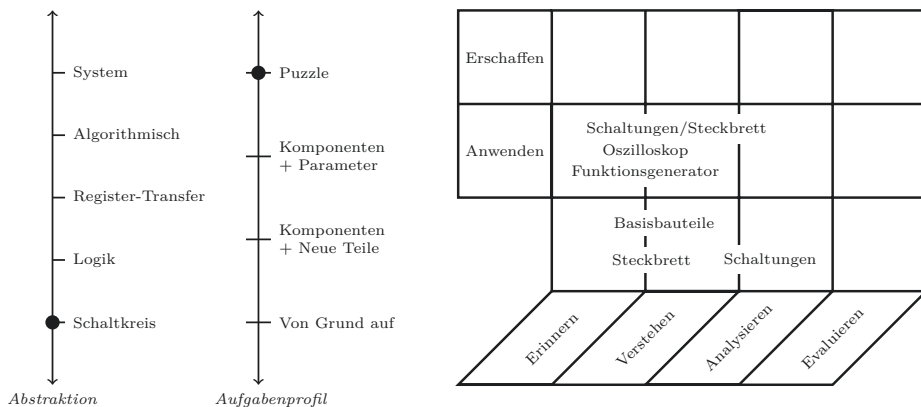 System
Algorithmisch
Register-Transfer
Logik
Schaltkreis
Abstraktion
Puzzle
Komponenten
+ Parameter
Komponenten
+ Neue Teile
Von Grund auf
Aufgabenprofil
Erschaffen
Anwenden
Schaltungen/Steckbrett
Oszilloskop
Funktionsgenerator
Basisbauteile
Steckbrett
Schaltungen
Erinnern
Verstehen
Analysieren
Evaluieren